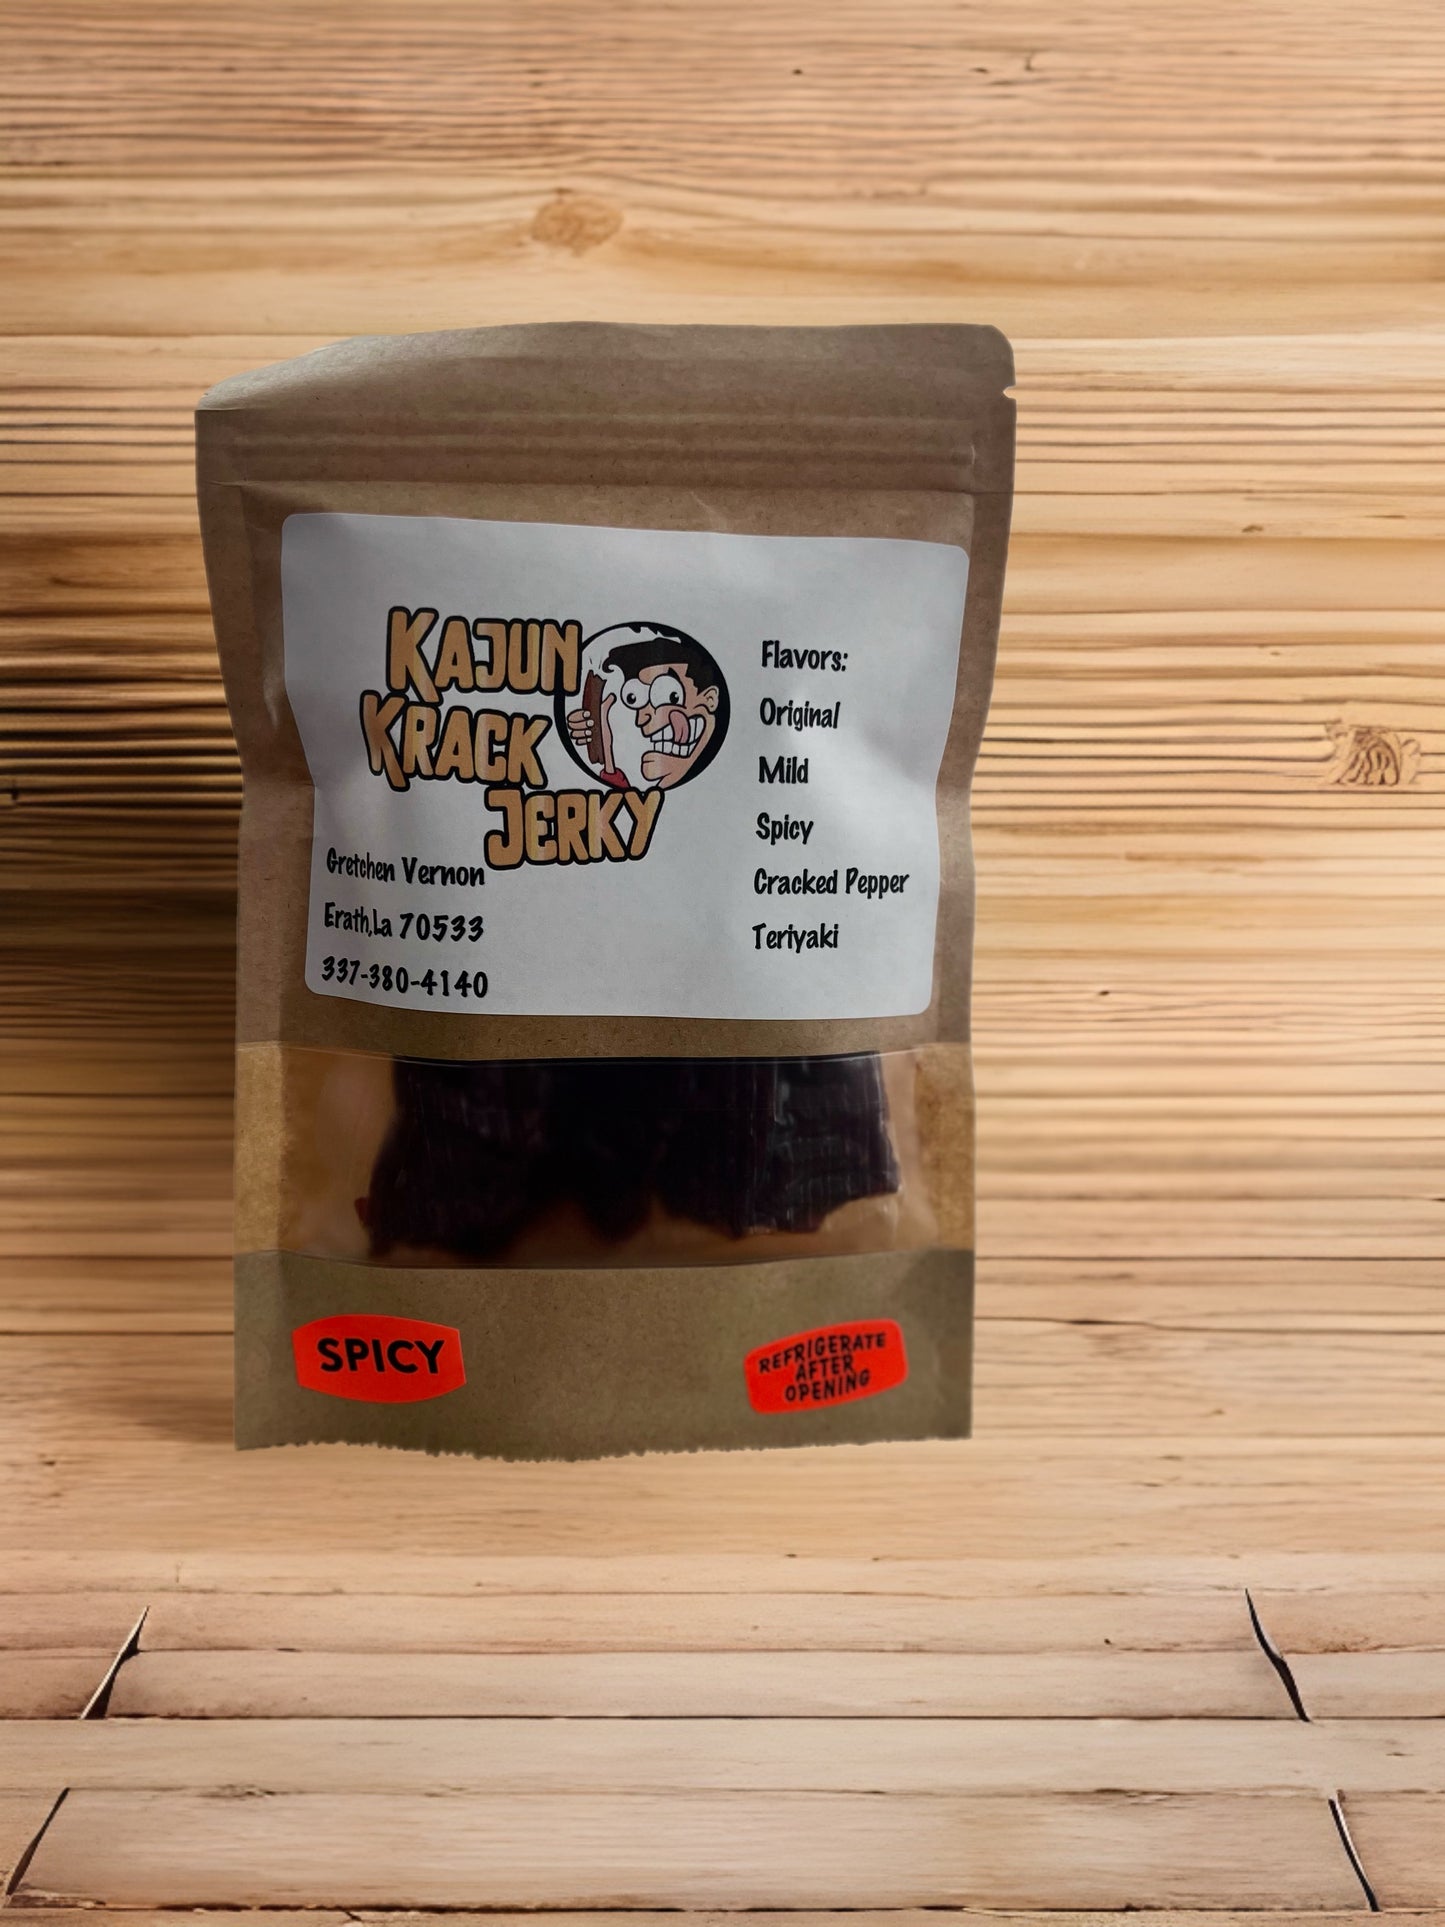 KAJUN
KRACK
JERKY
Gretchen Vernon
Erath,La 70533
337-380-4140
Flavors:
Original
Mild
Spicy
Cracked Pepper
Teriyaki
SPICY
REFRIGERATE
AFTER
OPENING